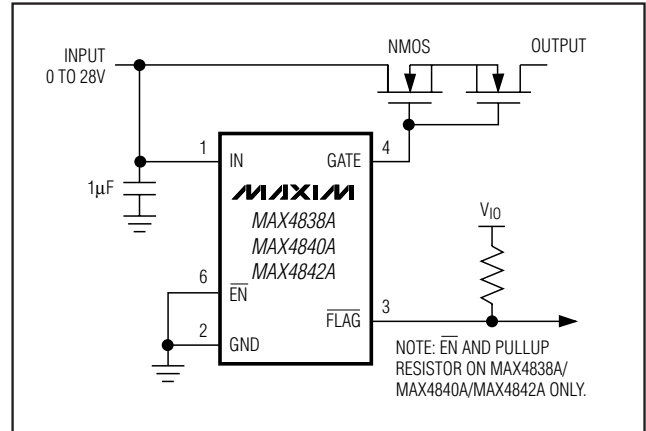 INPUT
0 TO 28V
NMOS
OUTPUT
1
IN
GATE
4
1µF
MAXIM
MAX4838A
MAX4840A
MAX4842A
VIO
6
EN
FLAG
3
2
GND
NOTE: EN AND PULLUP
RESISTOR ON MAX4838A/
MAX4840A/MAX4842A ONLY.